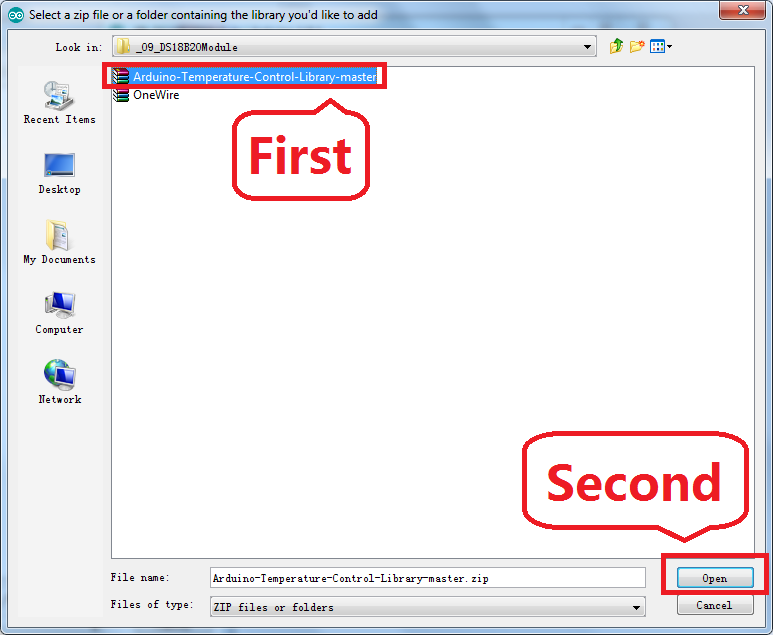 Select a zip file or a folder containing the library you'd like to add
Look in: _09_DS18B20Module
Arduino-Temperature-Control-Library-master
OneWire
First
Recent Items
Desktop
My Documents
Computer
Network
Second
File name: Arduino-Temperature-Control-Library-master.zip
Open
Files of type: ZIP files or folders
Cancel